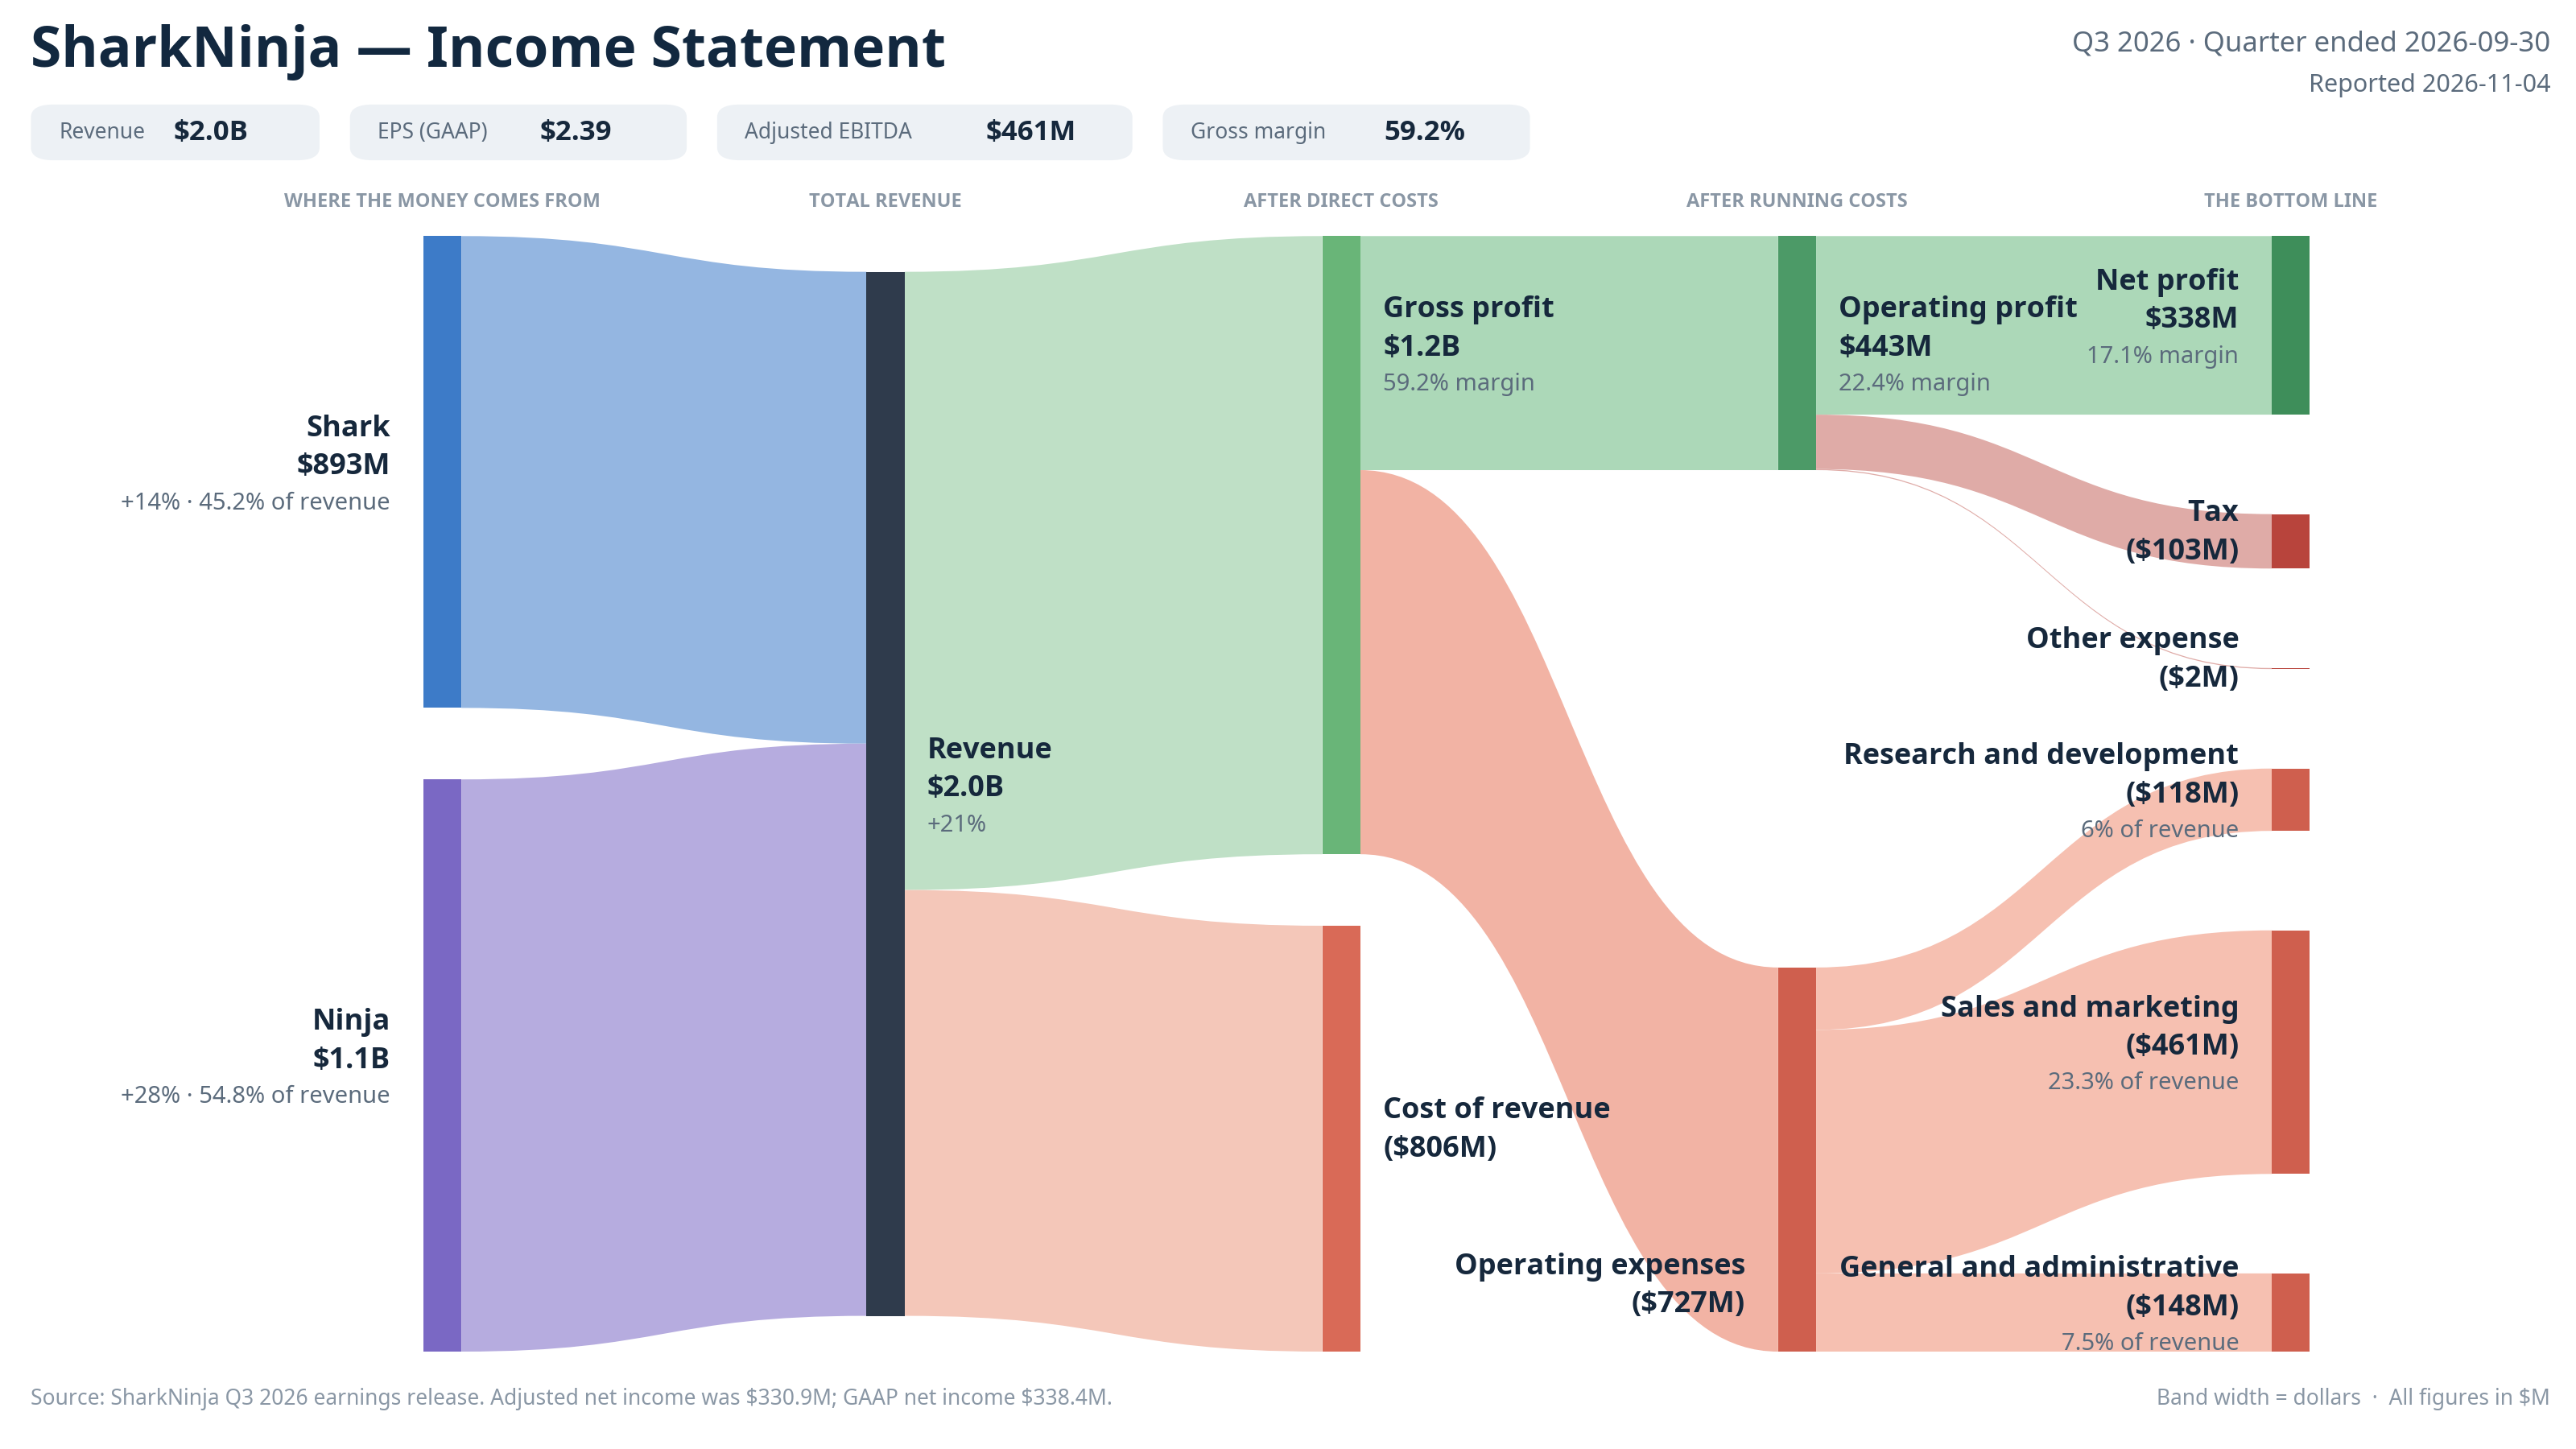 SharkNinja — Income Statement
Q3 2026 · Quarter ended 2026-09-30
Reported 2026-11-04
Revenue $2.0B
EPS (GAAP) $2.39
Adjusted EBITDA $461M
Gross margin 59.2%
WHERE THE MONEY COMES FROM
TOTAL REVENUE
AFTER DIRECT COSTS
AFTER RUNNING COSTS
THE BOTTOM LINE
Shark
$893M
+14% · 45.2% of revenue
Ninja
$1.1B
+28% · 54.8% of revenue
Revenue
$2.0B
+21%
Gross profit
$1.2B
59.2% margin
Cost of revenue
($806M)
Operating profit
$443M
22.4% margin
Operating expenses
($727M)
Net profit
$338M
17.1% margin
Tax
($103M)
Other expense
($2M)
Research and development
($118M)
6% of revenue
Sales and marketing
($461M)
23.3% of revenue
General and administrative
($148M)
7.5% of revenue
Source: SharkNinja Q3 2026 earnings release. Adjusted net income was $330.9M; GAAP net income $338.4M.
Band width = dollars · All figures in $M